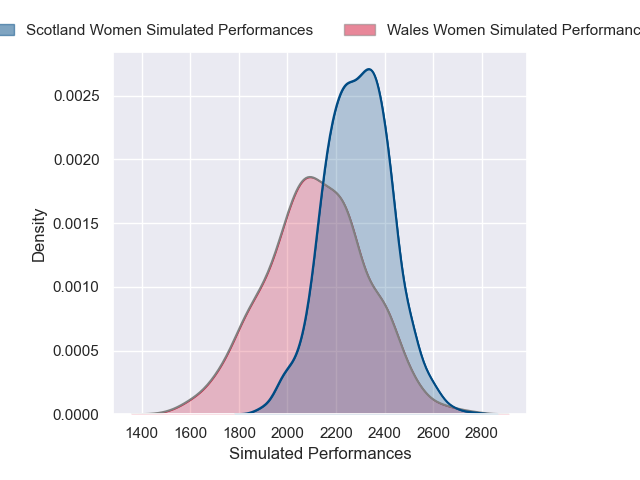 Scotland Women Simulated Performances
Wales Women Simulated Performanc
0.0025
0.0020
0.0015
0.0010
0.0005
0.0000
Density
1400 1600 1800 2000 2200 2400 2600 2800
Simulated Performances